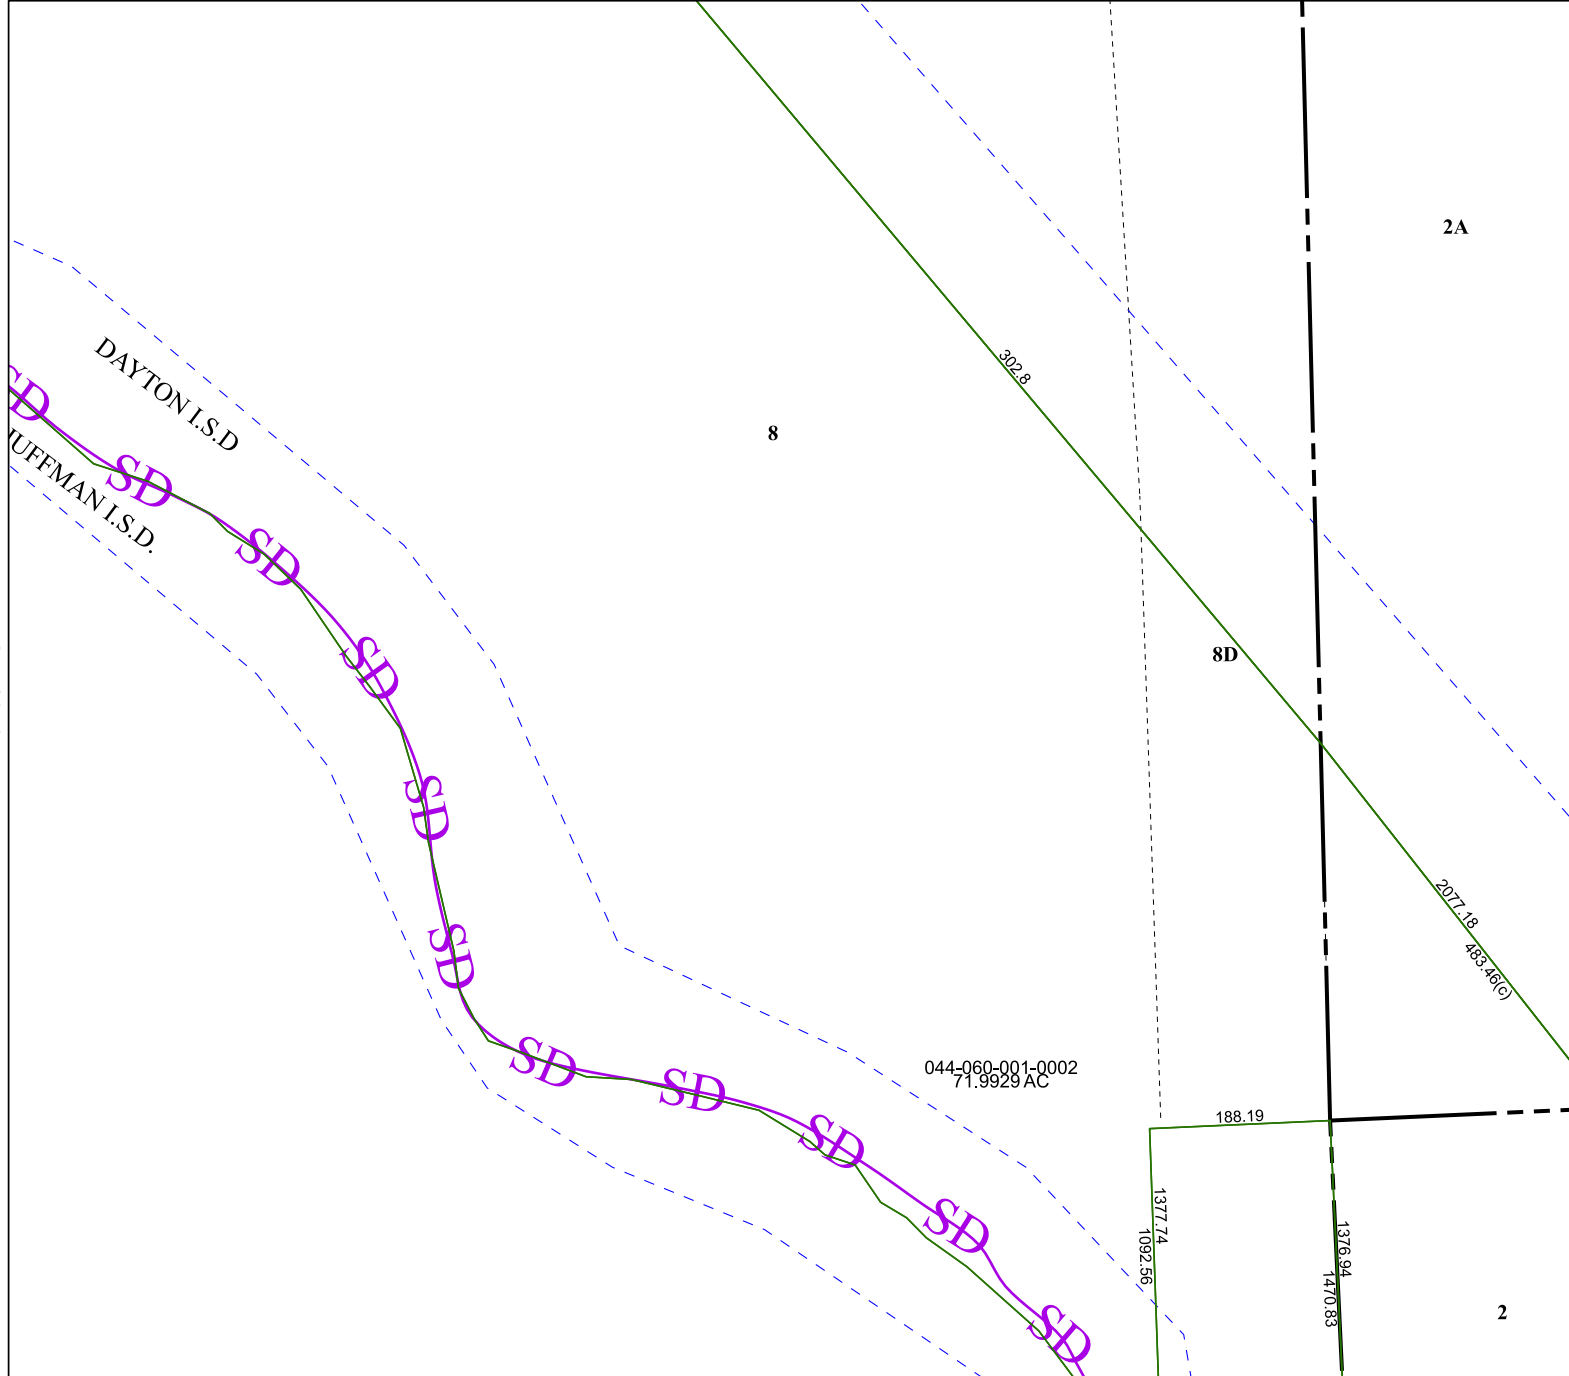 2A
DAYTON I.S.D
302.8
SD
8
UFFMAN I.S.D.
SD
SD
SD
8D
SD
2077.18
SD
483.46(c)
SD
SD
044-060-001-0002
71.9929 AC
188.19
SD
SD
1377.74
1092.56
1376.94
1470.83
SD
2